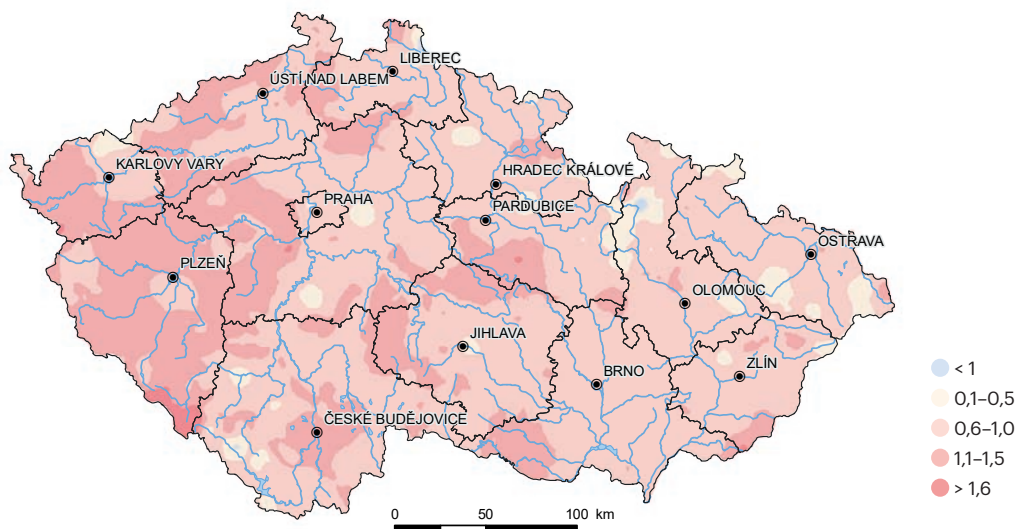 LIBEREC
ÚSTÍ NAD LABEM
KARLOVY VARY
HRADEC KRÁLOVÉ
PRAHA
PARDUBICE
OSTRAVA
PLZEŇ
OLOMOUC
JIHLAVA
ZLÍN
BRNO
ČESKÉ BUDĚJOVICE
< 1
0,1–0,5
0,6–1,0
1,1–1,5
> 1,6
0 50 100 km